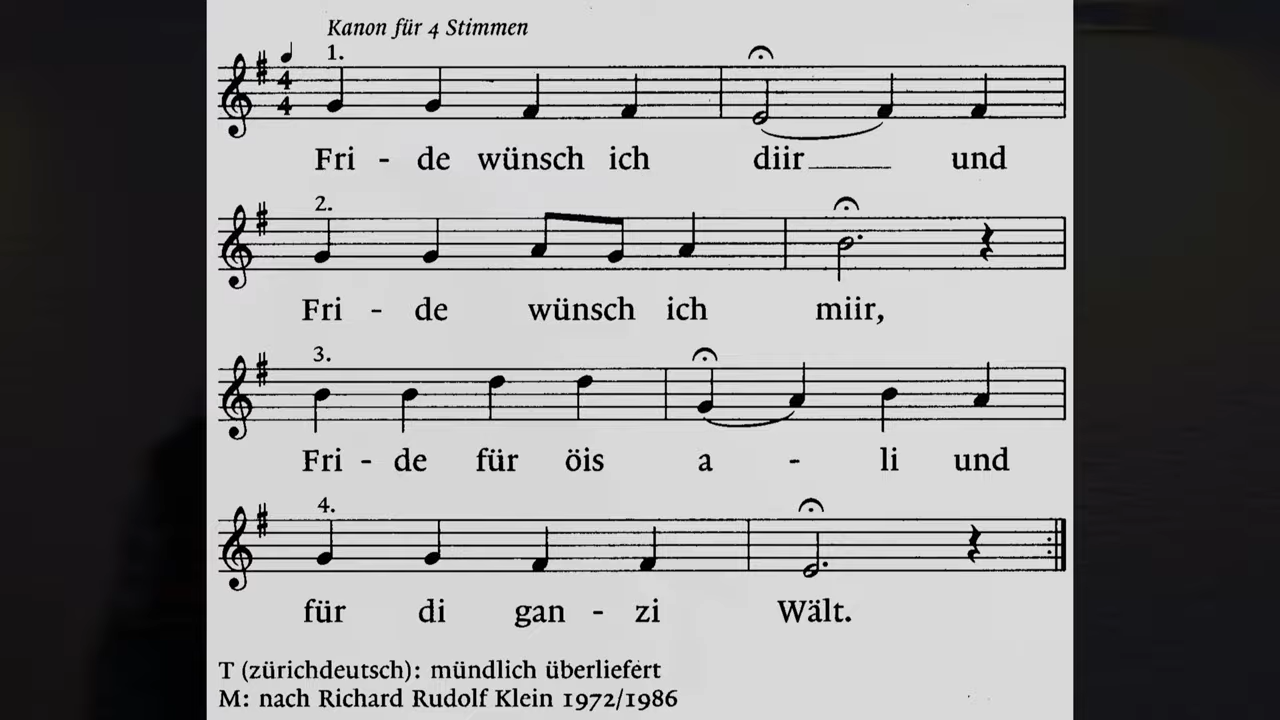 Kanon für 4 Stimmen
1.
4
4
Fri - de wünsch ich diir und
2.
Fri - de wünsch ich miir,
3.
Fri - de für öis a - li und
4.
für di gan - zi Wält.
T (zürichdeutsch): mündlich überliefert
M: nach Richard Rudolf Klein 1972/1986